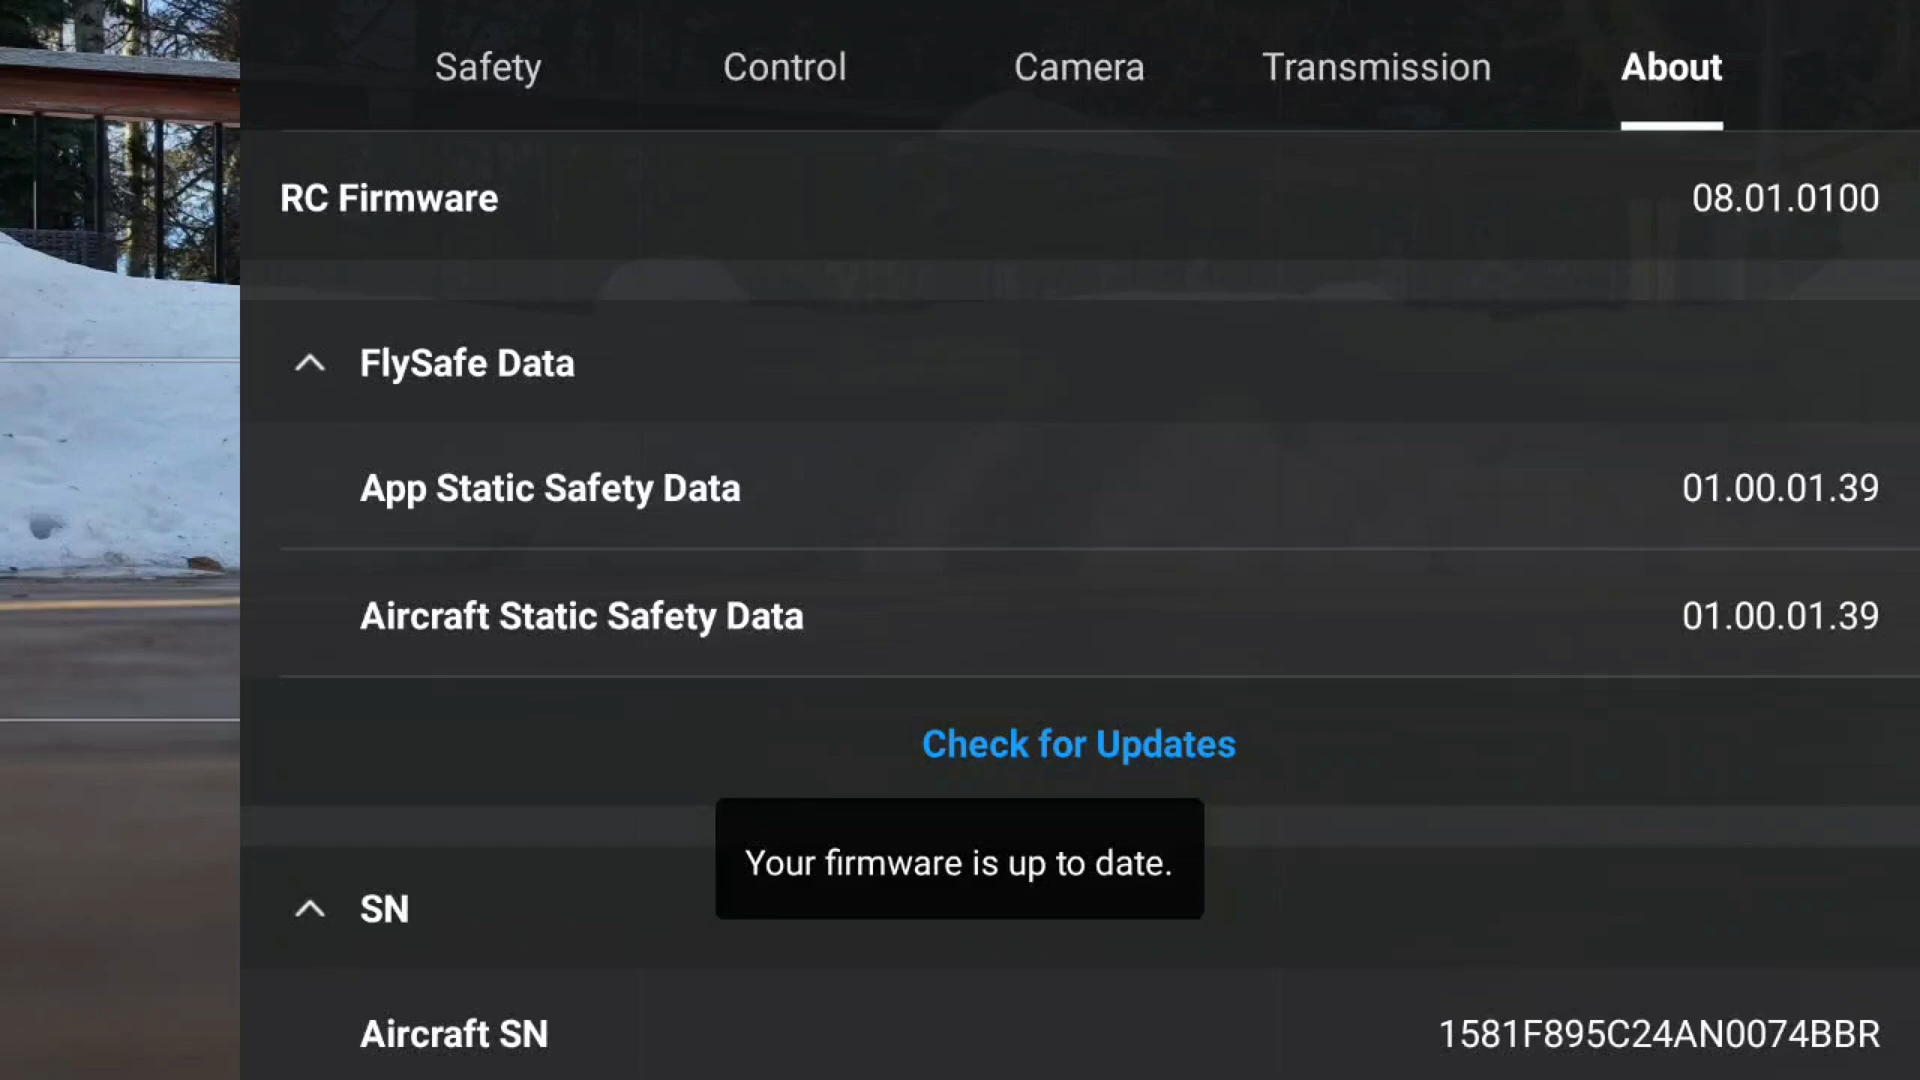 Safety Control Camera Transmission About
RC Firmware 08.01.0100
FlySafe Data
App Static Safety Data 01.00.01.39
Aircraft Static Safety Data 01.00.01.39
Check for Updates
Your firmware is up to date.
SN
Aircraft SN 1581F895C24AN0074BBR